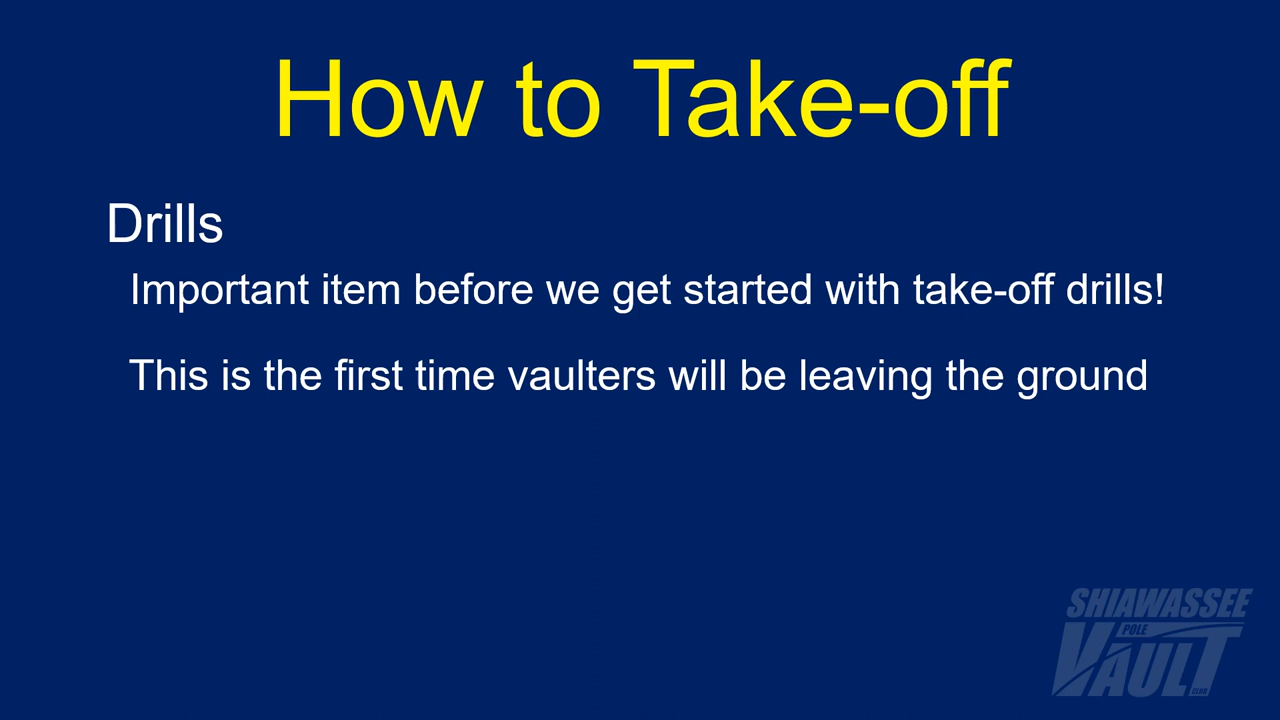 How to Take-off
Drills
Important item before we get started with take-off drills!
This is the first time vaulters will be leaving the ground
SHIAWASSEE
POLE
VAULT
CLUB